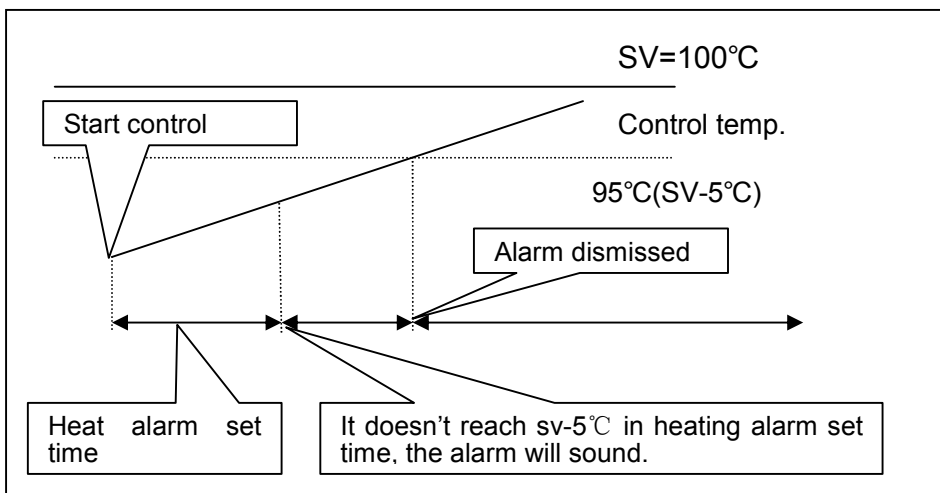 SV=100℃
Start control
Control temp.
95℃(SV-5℃)
Alarm dismissed
Heat alarm set
time
It doesn’t reach sv-5℃ in heating alarm set
time, the alarm will sound.